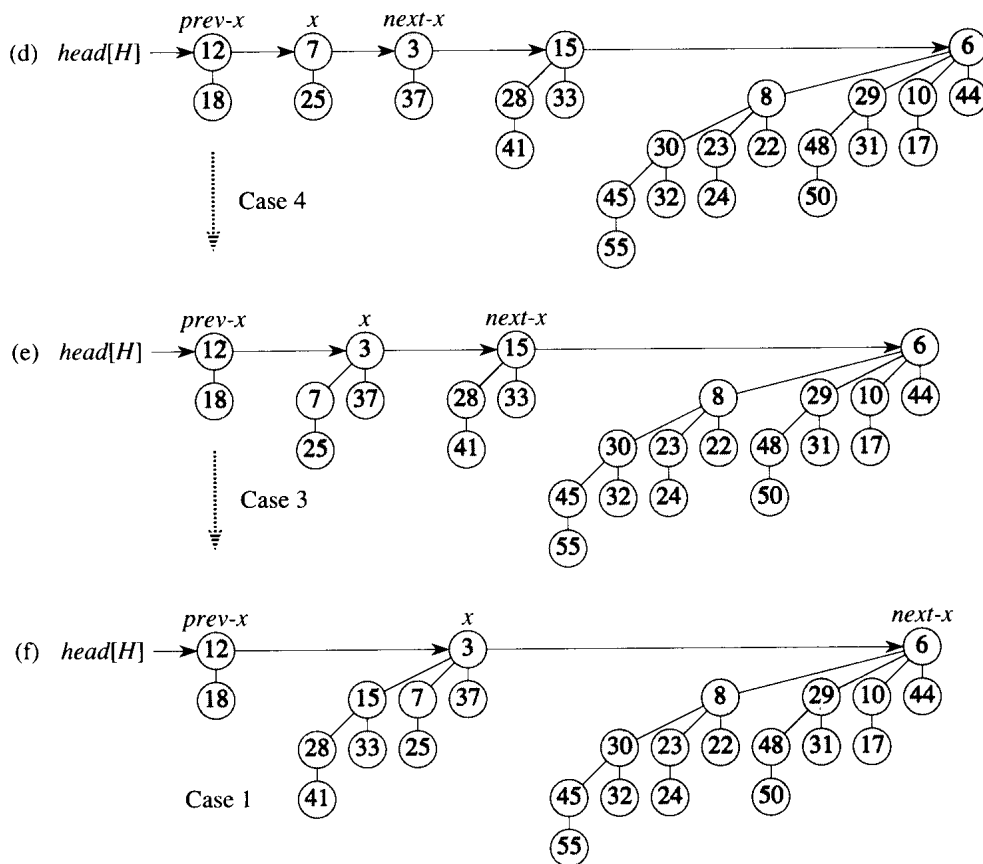 prev-x x next-x
(d) head[H] 12 7 3 15 6
18 25 37 28 33 8 29 10 44
41 30 23 22 48 31 17
Case 4 45 32 24 50
55
prev-x x next-x
(e) head[H] 12 3 15 6
18 7 37 28 33 8 29 10 44
25 41 30 23 22 48 31 17
Case 3 45 32 24 50
55
prev-x x next-x
(f) head[H] 12 3 6
18 15 7 37 8 29 10 44
28 33 25 30 23 22 48 31 17
41 Case 1 45 32 24 50
55